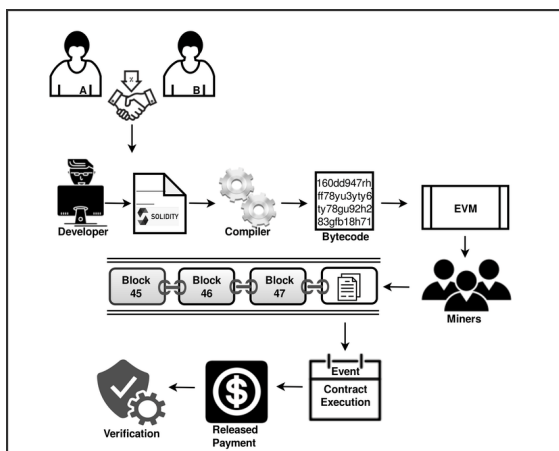 A
B
Developer
SOLIDITY
Compiler
160dd947rh
ff78yu3yty6
ty78gu92h2
83gfb18h71
Bytecode
EVM
Block
45
Block
46
Block
47
Miners
Event
Contract
Execution
Verification
Released
Payment